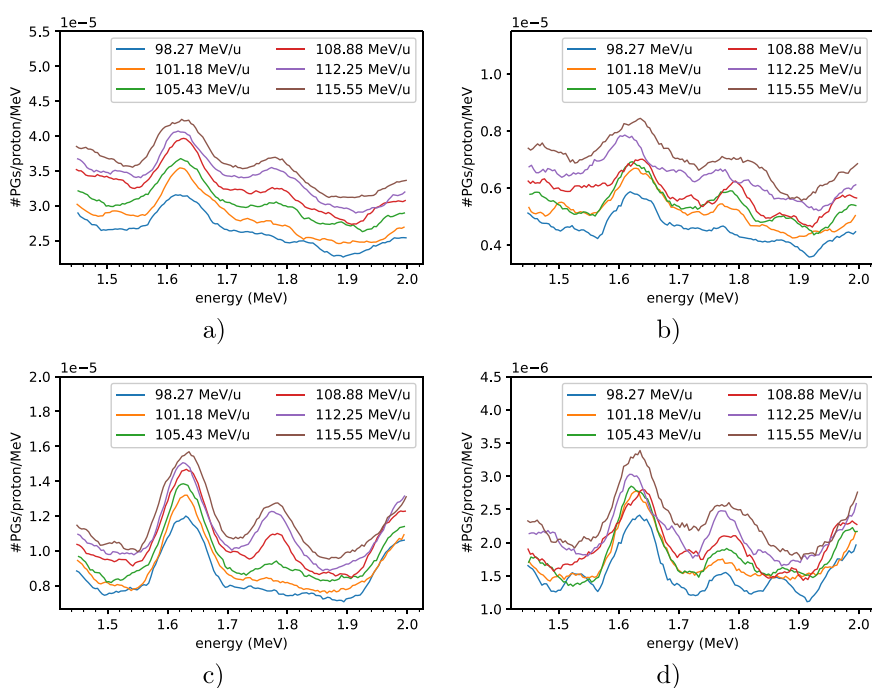 1e−5
5.5
5.0
4.5
4.0
3.5
3.0
2.5
#PGs/proton/MeV
98.27 MeV/u
101.18 MeV/u
105.43 MeV/u
108.88 MeV/u
112.25 MeV/u
115.55 MeV/u
1.5 1.6 1.7 1.8 1.9 2.0
energy (MeV)
a)
1e−5
1.0
0.8
0.6
0.4
#PGs/proton/MeV
98.27 MeV/u
101.18 MeV/u
105.43 MeV/u
108.88 MeV/u
112.25 MeV/u
115.55 MeV/u
1.5 1.6 1.7 1.8 1.9 2.0
energy (MeV)
b)
1e−5
2.0
1.8
1.6
1.4
1.2
1.0
0.8
#PGs/proton/MeV
98.27 MeV/u
101.18 MeV/u
105.43 MeV/u
108.88 MeV/u
112.25 MeV/u
115.55 MeV/u
1.5 1.6 1.7 1.8 1.9 2.0
energy (MeV)
c)
1e−6
4.5
4.0
3.5
3.0
2.5
2.0
1.5
1.0
#PGs/proton/MeV
98.27 MeV/u
101.18 MeV/u
105.43 MeV/u
108.88 MeV/u
112.25 MeV/u
115.55 MeV/u
1.5 1.6 1.7 1.8 1.9 2.0
energy (MeV)
d)